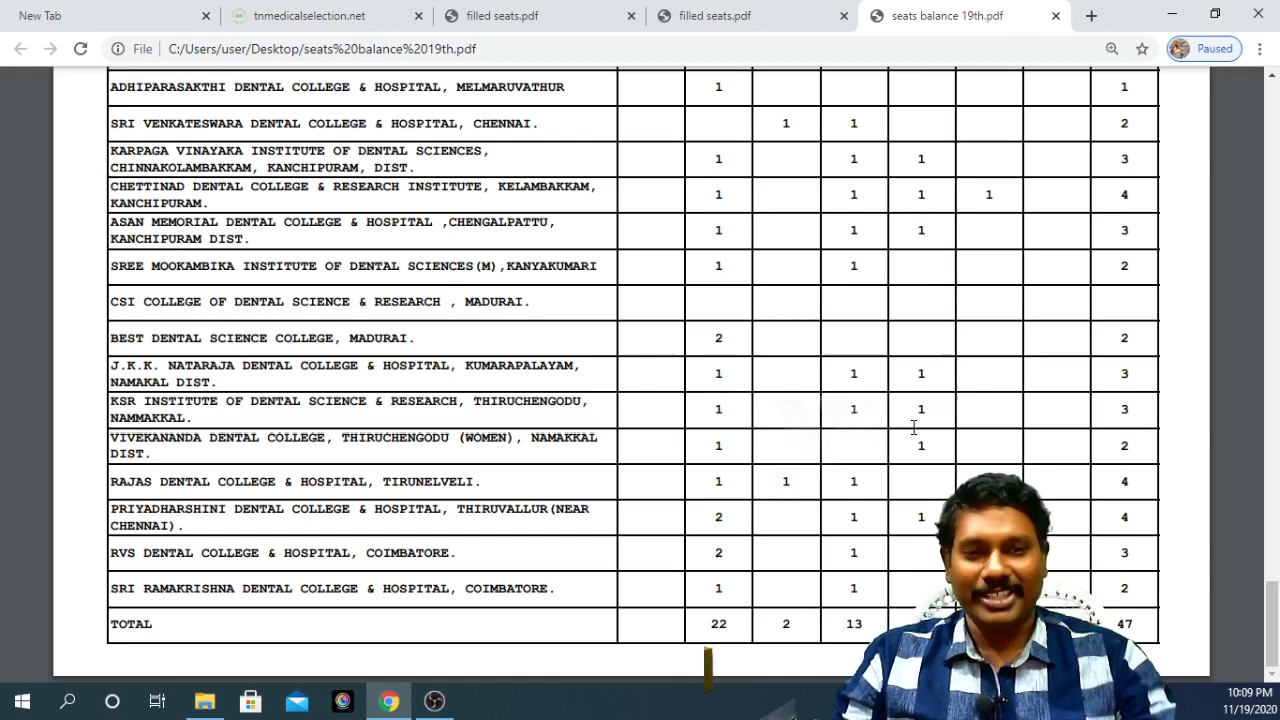 New Tab tnmedicalselection.net filled seats.pdf filled seats.pdf seats balance 19th.pdf
File C:/Users/user/Desktop/seats%20balance%2019th.pdf Paused
ADHIPARASAKTHI DENTAL COLLEGE & HOSPITAL, MELMARUVATHUR 1 1
SRI VENKATESWARA DENTAL COLLEGE & HOSPITAL, CHENNAI. 1 1 2
KARPAGA VINAYAKA INSTITUTE OF DENTAL SCIENCES,
CHINNAKOLAMBAKKAM, KANCHIPURAM, DIST. 1 1 1 3
CHETTINAD DENTAL COLLEGE & RESEARCH INSTITUTE, KELAMBAKKAM,
KANCHIPURAM. 1 1 1 1 4
ASAN MEMORIAL DENTAL COLLEGE & HOSPITAL ,CHENGALPATTU,
KANCHIPURAM DIST. 1 1 1 3
SREE MOOKAMBIKA INSTITUTE OF DENTAL SCIENCES(M),KANYAKUMARI 1 1 2
CSI COLLEGE OF DENTAL SCIENCE & RESEARCH , MADURAI.
BEST DENTAL SCIENCE COLLEGE, MADURAI. 2 2
J.K.K. NATARAJA DENTAL COLLEGE & HOSPITAL, KUMARAPALAYAM,
NAMAKAL DIST. 1 1 1 3
KSR INSTITUTE OF DENTAL SCIENCE & RESEARCH, THIRUCHENGODU,
NAMMAKKAL. 1 1 1 3
VIVEKANANDA DENTAL COLLEGE, THIRUCHENGODU (WOMEN), NAMAKKAL
DIST. 1 1 2
RAJAS DENTAL COLLEGE & HOSPITAL, TIRUNELVELI. 1 1 1 4
PRIYADHARSHINI DENTAL COLLEGE & HOSPITAL, THIRUVALLUR(NEAR
CHENNAI). 2 1 1 4
RVS DENTAL COLLEGE & HOSPITAL, COIMBATORE. 2 1 3
SRI RAMAKRISHNA DENTAL COLLEGE & HOSPITAL, COIMBATORE. 1 1 2
TOTAL 22 2 13 47
10:09 PM
11/19/2020